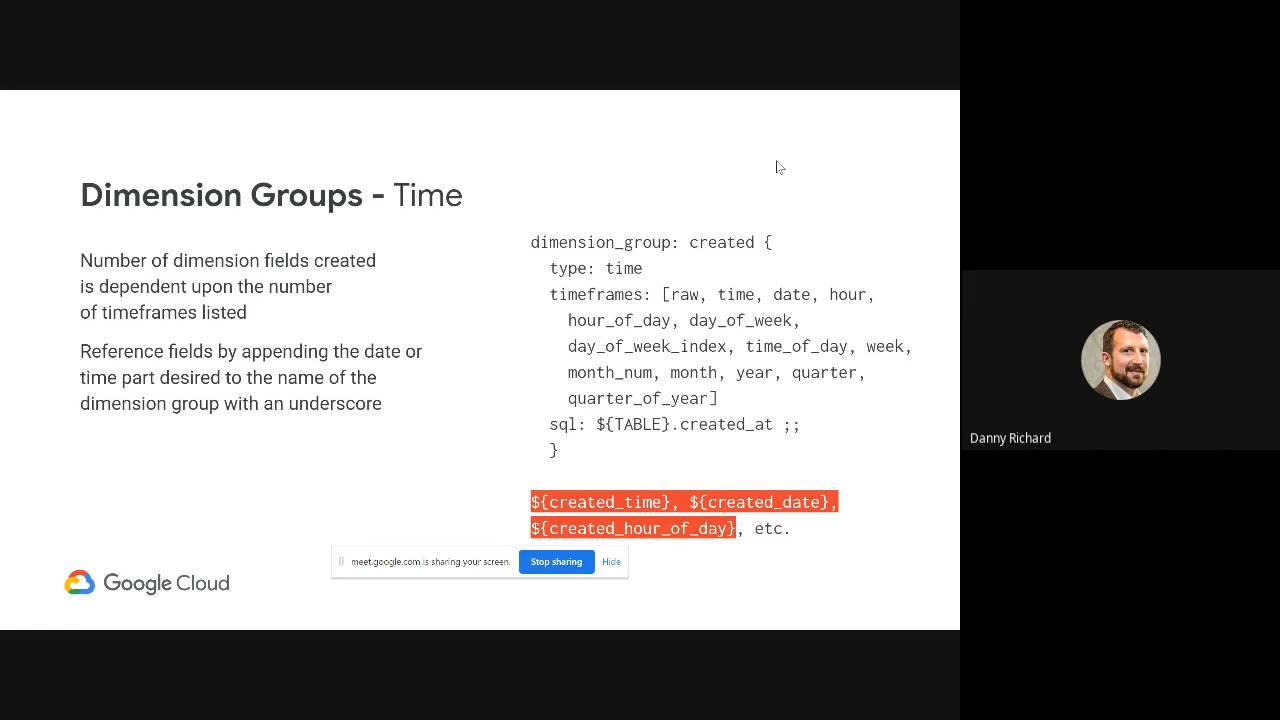 Dimension Groups - Time
Number of dimension fields created
is dependent upon the number
of timeframes listed
Reference fields by appending the date or
time part desired to the name of the
dimension group with an underscore
dimension_group: created {
type: time
timeframes: [raw, time, date, hour,
hour_of_day, day_of_week,
day_of_week_index, time_of_day, week,
month_num, month, year, quarter,
quarter_of_year]
sql: ${TABLE}.created_at ;;
}
${created_time}, ${created_date},
${created_hour_of_day}, etc.
meet.google.com is sharing your screen. Stop sharing Hide
Google Cloud
Danny Richard